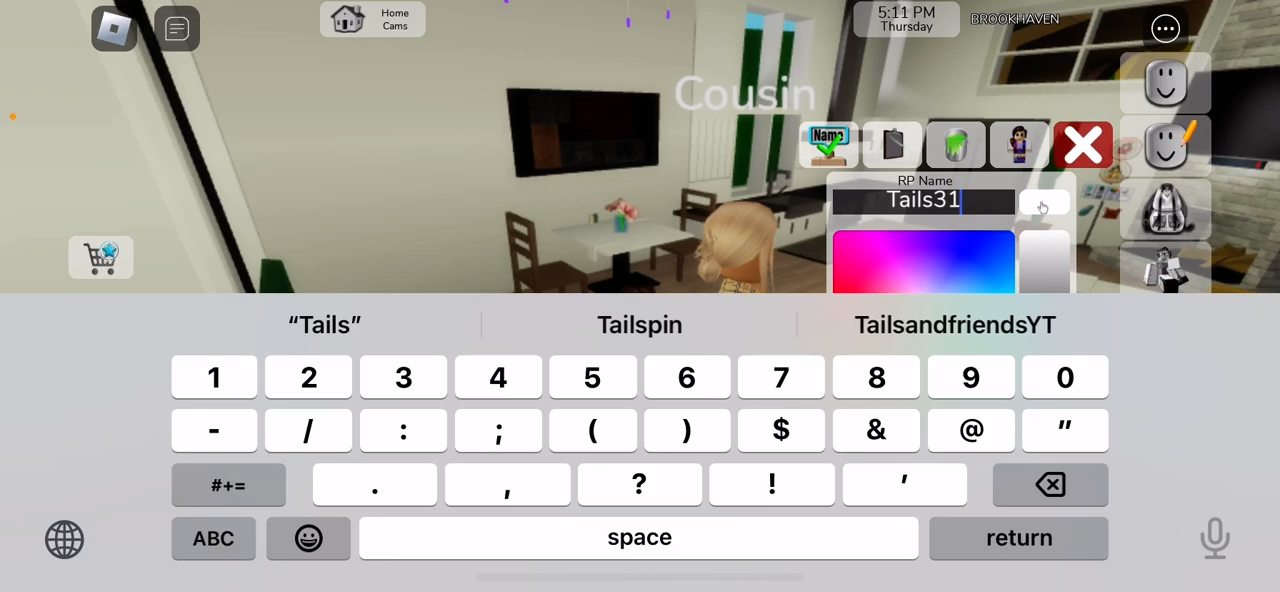 Home
Cams
5:11 PM
Thursday
BROOKHAVEN
Cousin
Name
RP Name
Tails31
“Tails”
Tailspin
TailsandfriendsYT
1 2 3 4 5 6 7 8 9 0
- / : ; ( ) $ & @ "
#+= . , ? ! '
ABC space return